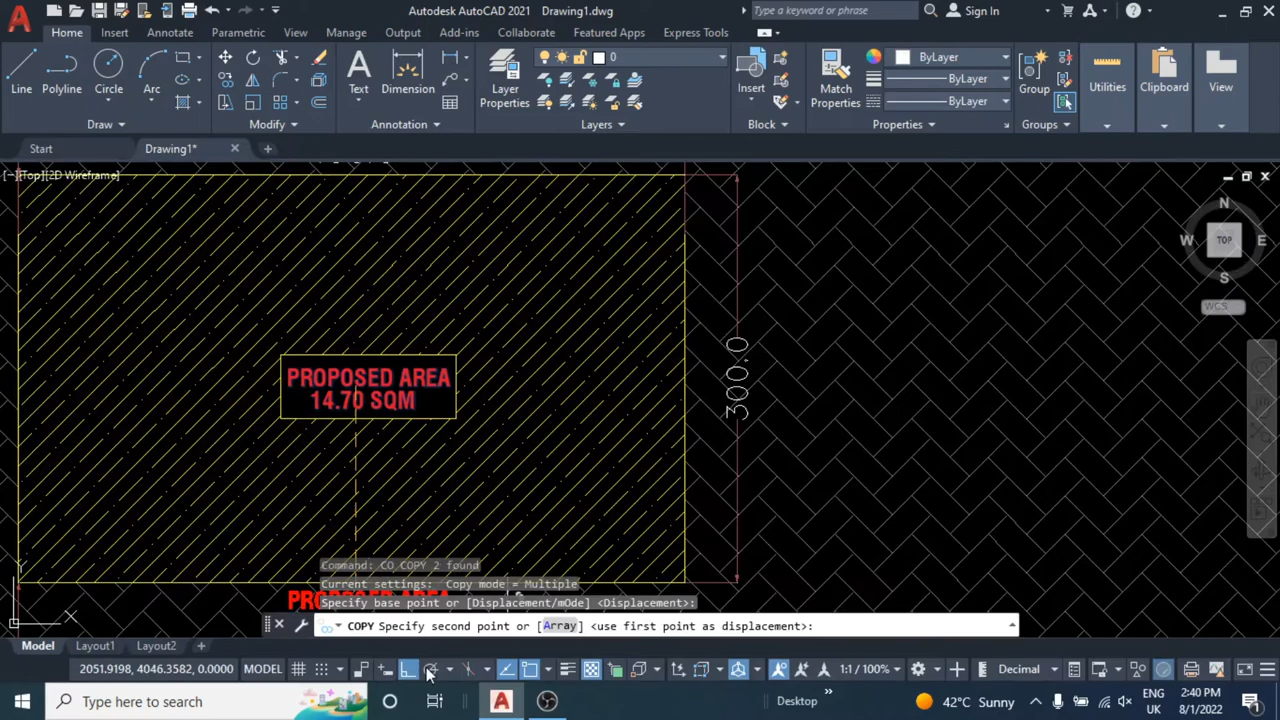 Autodesk AutoCAD 2021 Drawing1.dwg
Type a keyword or phrase
Sign In
Home Insert Annotate Parametric View Manage Output Add-ins Collaborate Featured Apps Express Tools
Line Polyline Circle Arc
Text Dimension
Layer Properties
0
Insert
Match Properties
ByLayer
ByLayer
ByLayer
Group
Utilities
Clipboard
View
Draw Modify Annotation Layers Block Properties Groups
Start Drawing1*
[−][Top][2D Wireframe]
N
W TOP E
S
WCS
PROPOSED AREA
14.70 SQM
300.0
Y
X
Command: CO COPY 2 found
Current settings: Copy mode = Multiple
Specify base point or [Displacement/mOde] <Displacement>:
COPY Specify second point or [Array] <use first point as displacement>:
Model Layout1 Layout2
2051.9198, 4046.3582, 0.0000 MODEL 1:1 / 100% Decimal
Type here to search
Desktop
42°C Sunny
ENG
UK
2:40 PM
8/1/2022